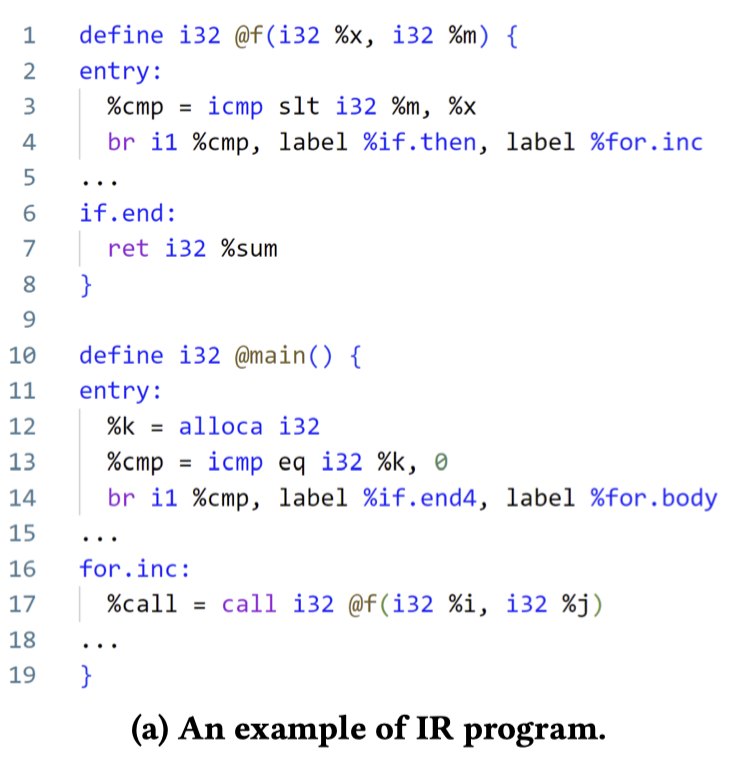 1 define i32 @f(i32 %x, i32 %m) {
2 entry:
3 %cmp = icmp slt i32 %m, %x
4 br i1 %cmp, label %if.then, label %for.inc
5 ...
6 if.end:
7 ret i32 %sum
8 }
9
10 define i32 @main() {
11 entry:
12 %k = alloca i32
13 %cmp = icmp eq i32 %k, 0
14 br i1 %cmp, label %if.end4, label %for.body
15 ...
16 for.inc:
17 %call = call i32 @f(i32 %i, i32 %j)
18 ...
19 }
(a) An example of IR program.